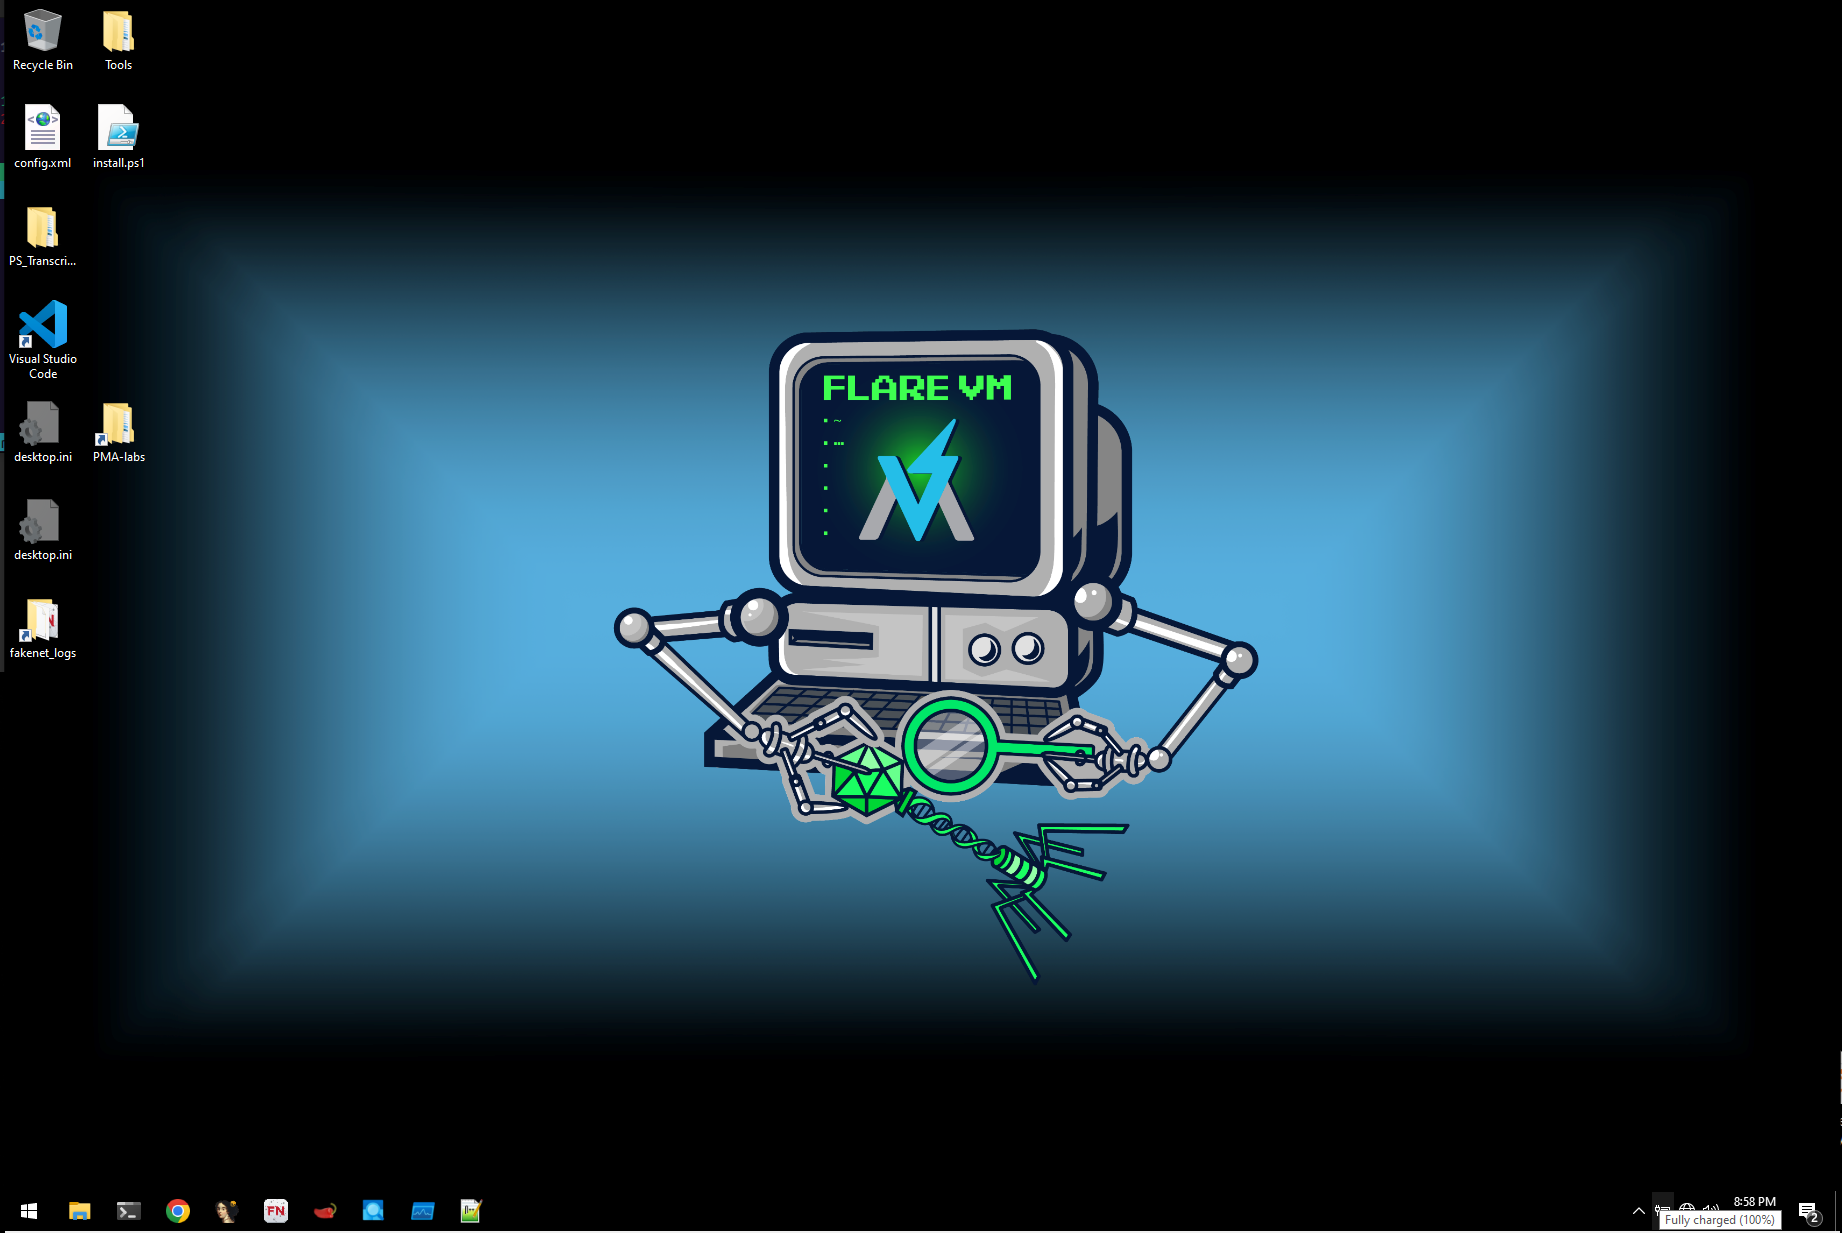 Recycle Bin
Tools
config.xml
install.ps1
PS_Transcri...
Visual Studio
Code
desktop.ini
PMA-labs
desktop.ini
fakenet_logs
FLARE VM
FN
8:58 PM
Fully charged (100%)
2